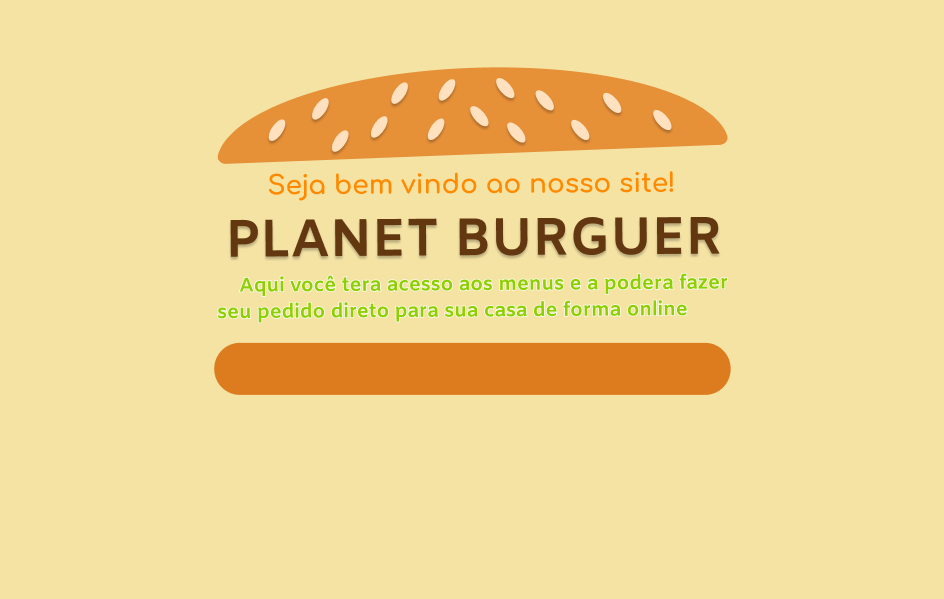 Seja bem vindo ao nosso site!
PLANET BURGUER
Aqui você tera acesso aos menus e a podera fazer
seu pedido direto para sua casa de forma online